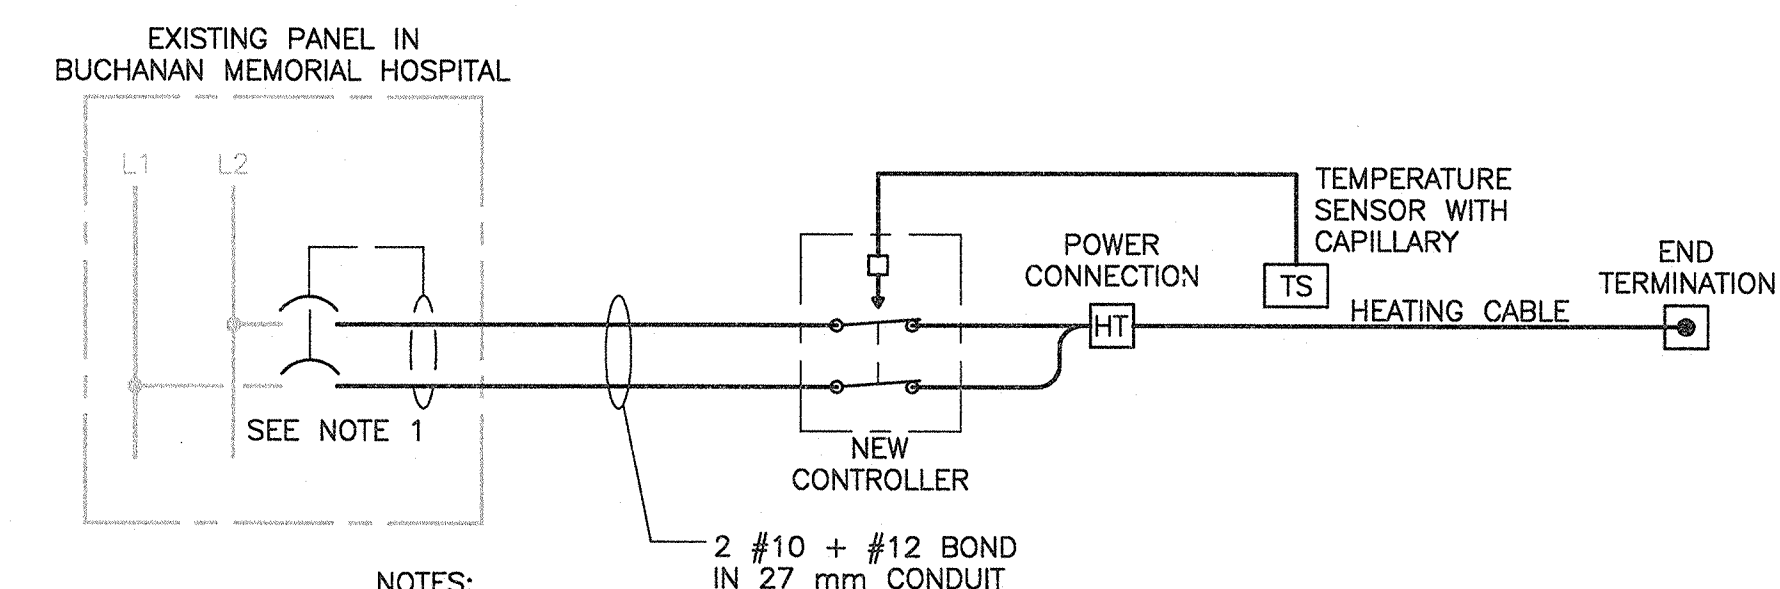 EXISTING PANEL IN
BUCHANAN MEMORIAL HOSPITAL
L1
L2
SEE NOTE 1
NEW
CONTROLLER
POWER
CONNECTION
HT
TEMPERATURE
SENSOR WITH
CAPILLARY
TS
HEATING CABLE
END
TERMINATION
2 #10 + #12 BOND
IN 27 mm CONDUIT
NOTES: